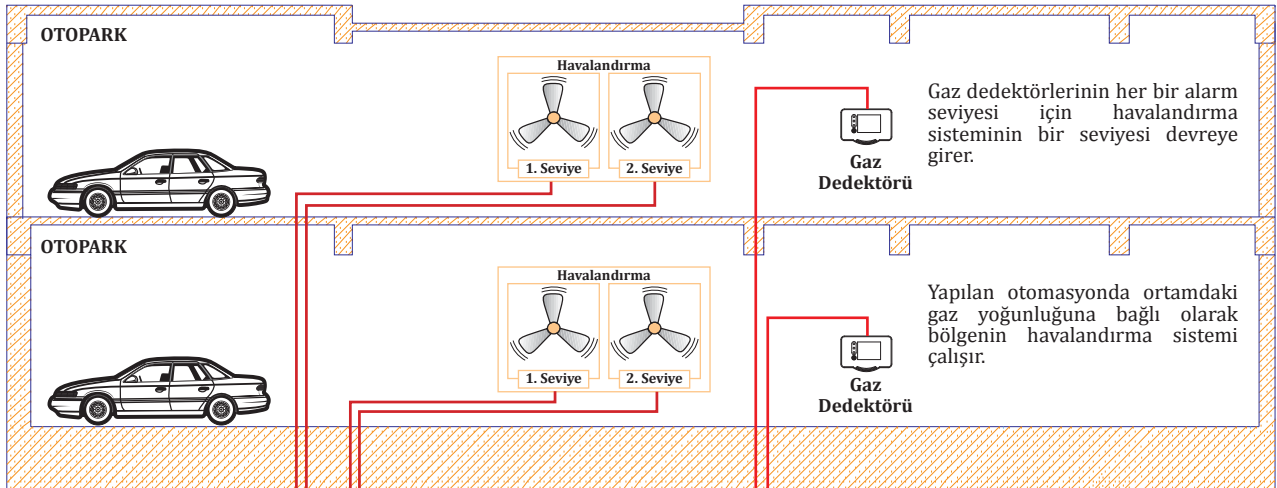 OTOPARK
Havalandırma
1. Seviye
2. Seviye
Gaz
Dedektörü
Gaz dedektörlerinin her bir alarm
seviyesi için havalandırma
sisteminin bir seviyesi devreye
girer.
OTOPARK
Havalandırma
1. Seviye
2. Seviye
Gaz
Dedektörü
Yapılan otomasyonda ortamdaki
gaz yoğunluğuna bağlı olarak
bölgenin havalandırma sistemi
çalışır.